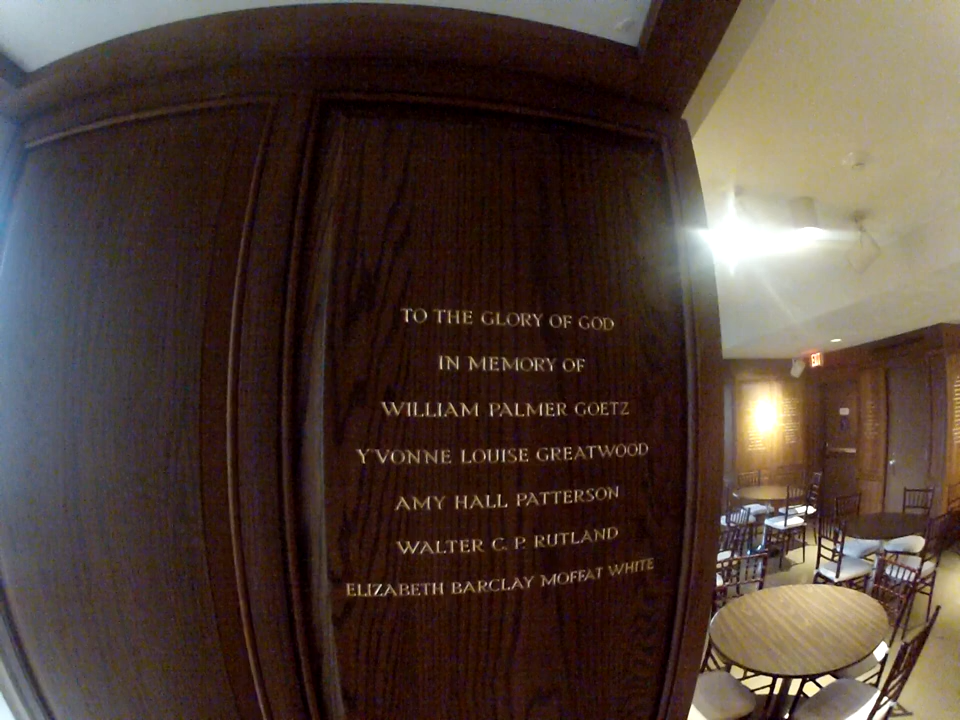 TO THE GLORY OF GOD
IN MEMORY OF
WILLIAM PALMER GOETZ
YVONNE LOUISE GREATWOOD
AMY HALL PATTERSON
WALTER C. P. RUTLAND
ELIZABETH BARCLAY MOFFAT WHITE
EXIT